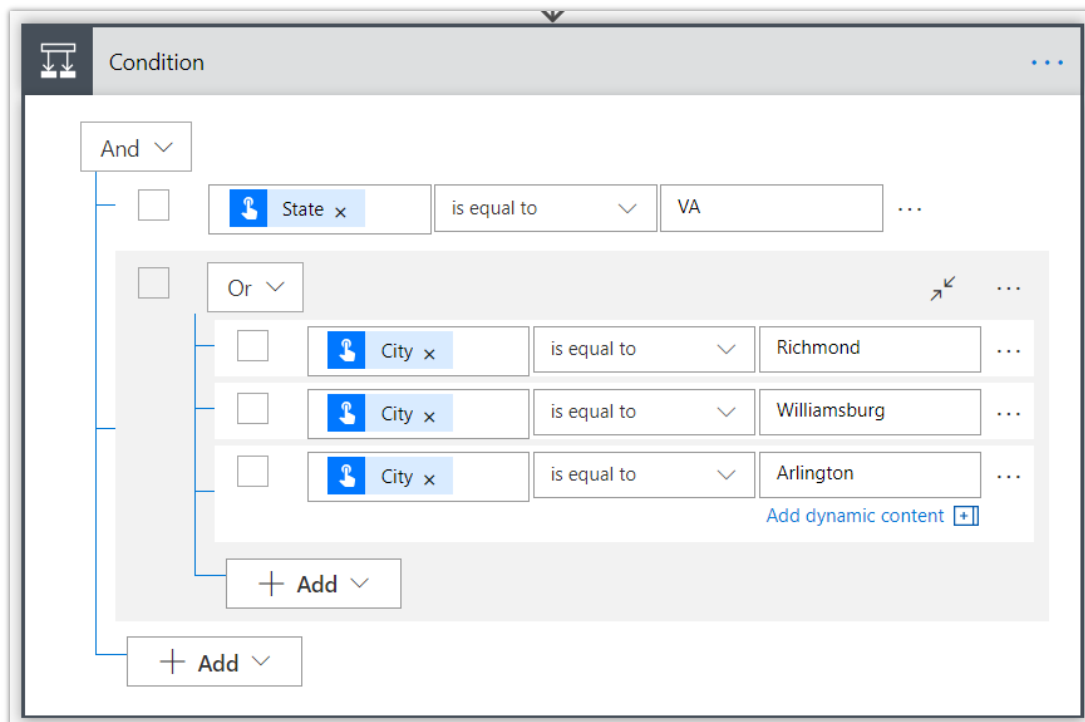 Condition
And
State × is equal to VA
Or
City × is equal to Richmond
City × is equal to Williamsburg
City × is equal to Arlington
Add dynamic content
+ Add
+ Add